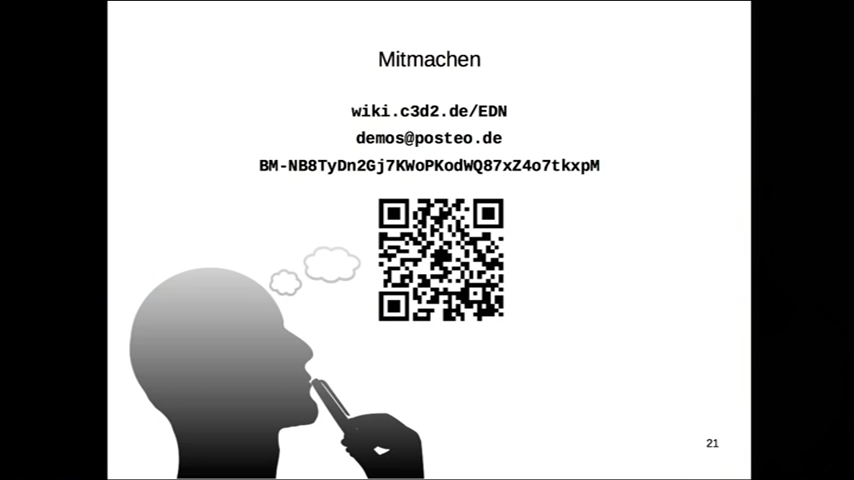 Mitmachen
wiki.c3d2.de/EDN
demos@posteo.de
BM-NB8TyDn2Gj7KWoPKodWQ87xZ4o7tkxpM
21